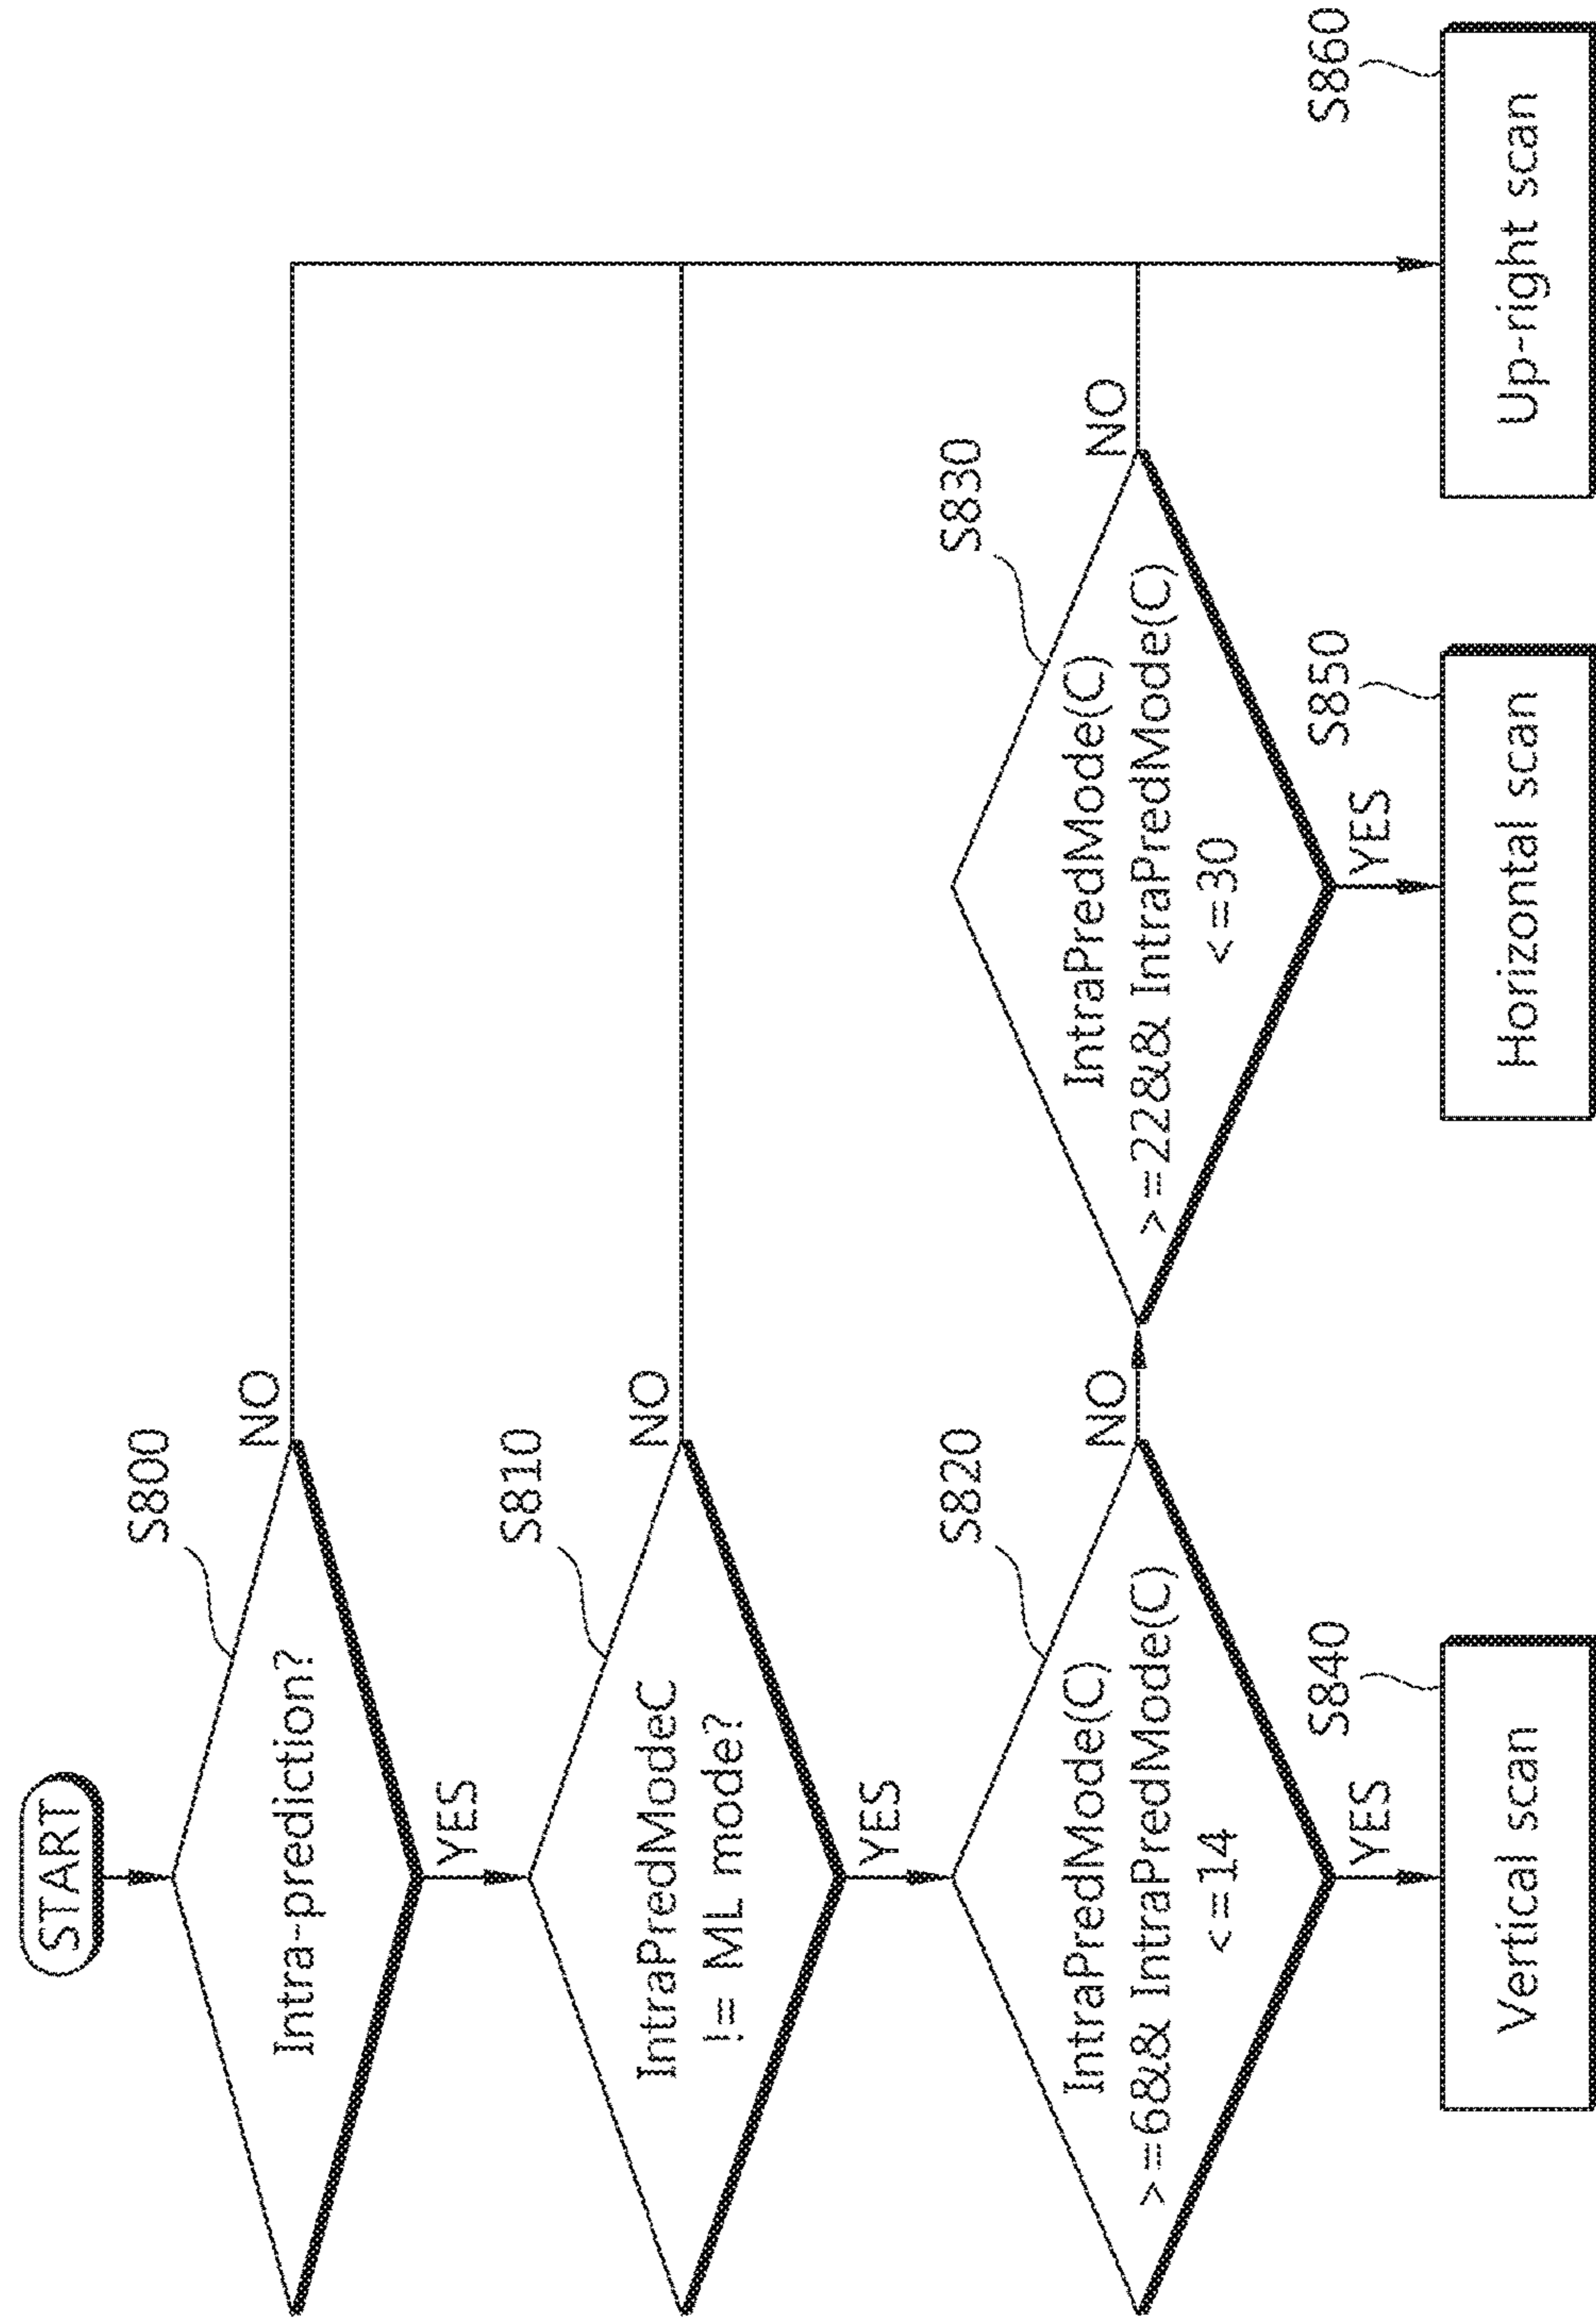 START
S800
Intra-prediction?
NO
YES
S810
IntraPredModeC
!= ML mode?
NO
YES
S820
IntraPredMode(C)
>=6&& IntraPredMode(C)
<=14
NO
YES
S830
IntraPredMode(C)
>=22&& IntraPredMode(C)
<=30
NO
YES
S840
Vertical scan
S850
Horizontal scan
S860
Up-right scan